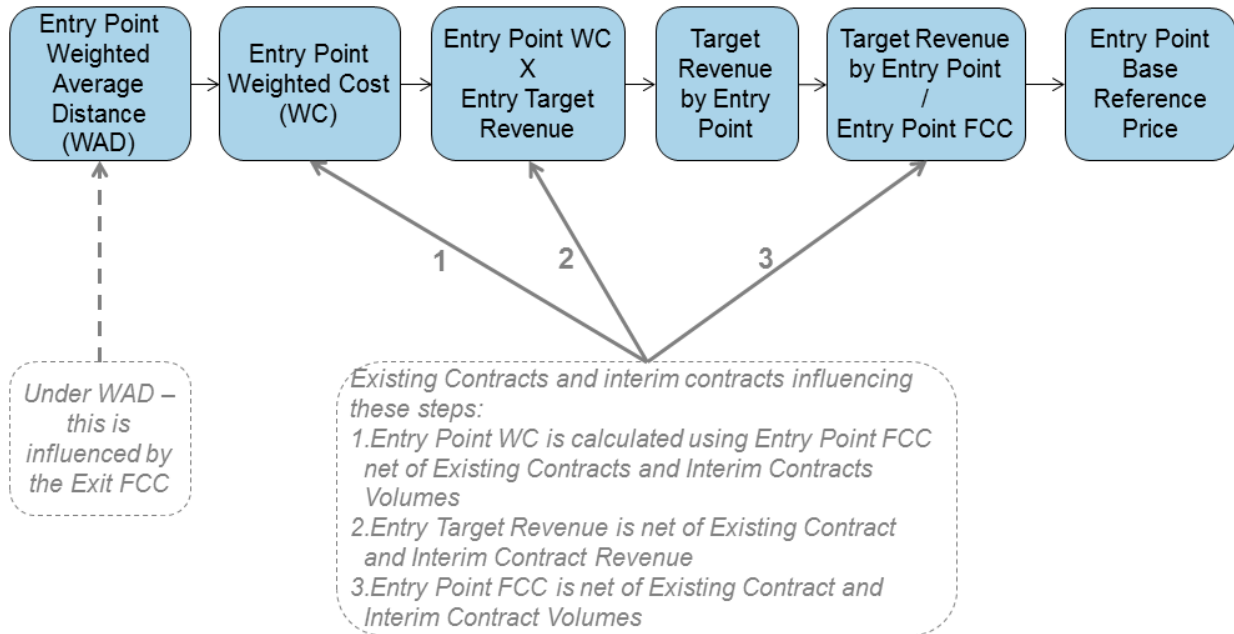 Entry Point
Weighted
Average
Distance
(WAD)
Entry Point
Weighted Cost
(WC)
Entry Point WC
X
Entry Target
Revenue
Target
Revenue
by Entry
Point
Target Revenue
by Entry Point
/
Entry Point FCC
Entry Point
Base
Reference
Price
1
2
3
Under WAD –
this is
influenced by
the Exit FCC
Existing Contracts and interim contracts influencing
these steps:
1.Entry Point WC is calculated using Entry Point FCC
net of Existing Contracts and Interim Contracts
Volumes
2.Entry Target Revenue is net of Existing Contract
and Interim Contract Revenue
3.Entry Point FCC is net of Existing Contract and
Interim Contract Volumes